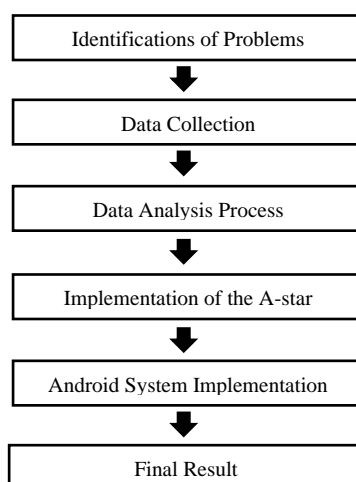 Identifications of Problems
Data Collection
Data Analysis Process
Implementation of the A-star
Android System Implementation
Final Result